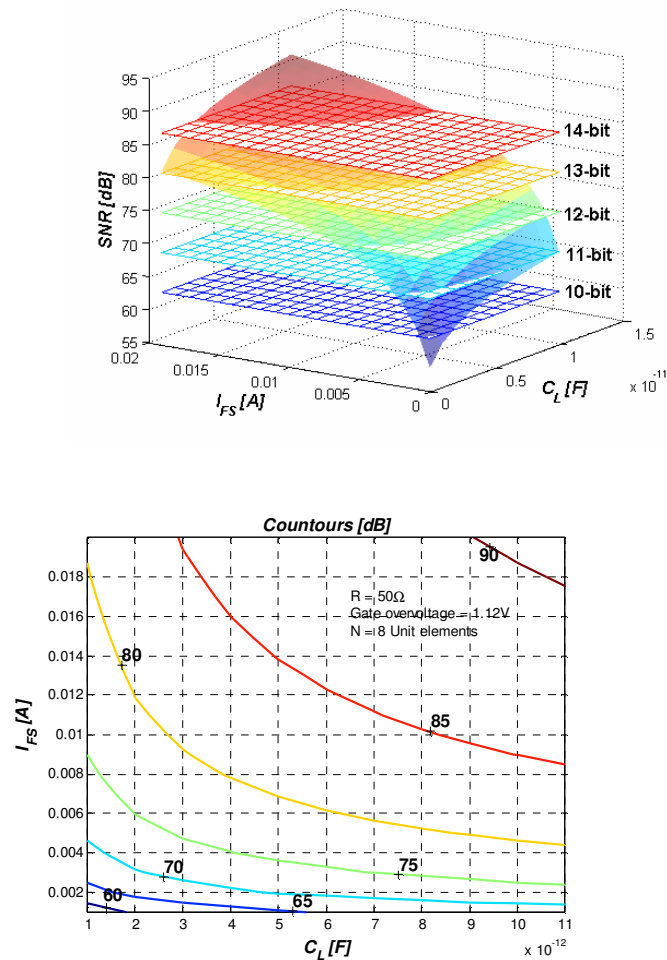 95
90
85
80
75
70
65
60
55
SNR [dB]
14-bit
13-bit
12-bit
11-bit
10-bit
0.02
0.015
0.01
0.005
0
I_FS [A]
0
0.5
1
1.5
x 10^-11
C_L [F]
Countours [dB]
0.018
0.016
0.014
0.012
0.01
0.008
0.006
0.004
0.002
I_FS [A]
90
R = 50Ω
Gate overvoltage = 1.12V
N = 8 Unit elements
80
85
70
75
60
65
1 2 3 4 5 6 7 8 9 10 11
C_L [F]
x 10^-12